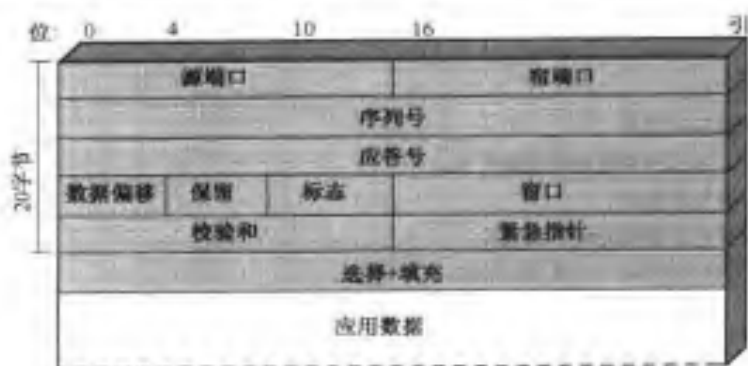 位: 0 4 10 16 引
源端口 宿端口
序列号
应答号
数据偏移 保留 标志 窗口
校验和 紧急指针
选择+填充
应用数据
20字节